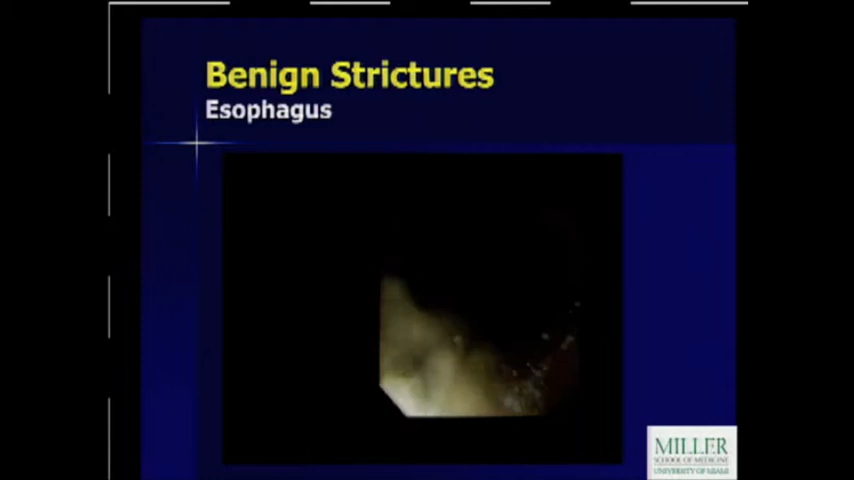 Benign Strictures
Esophagus
MILLER
SCHOOL OF MEDICINE
UNIVERSITY OF MIAMI